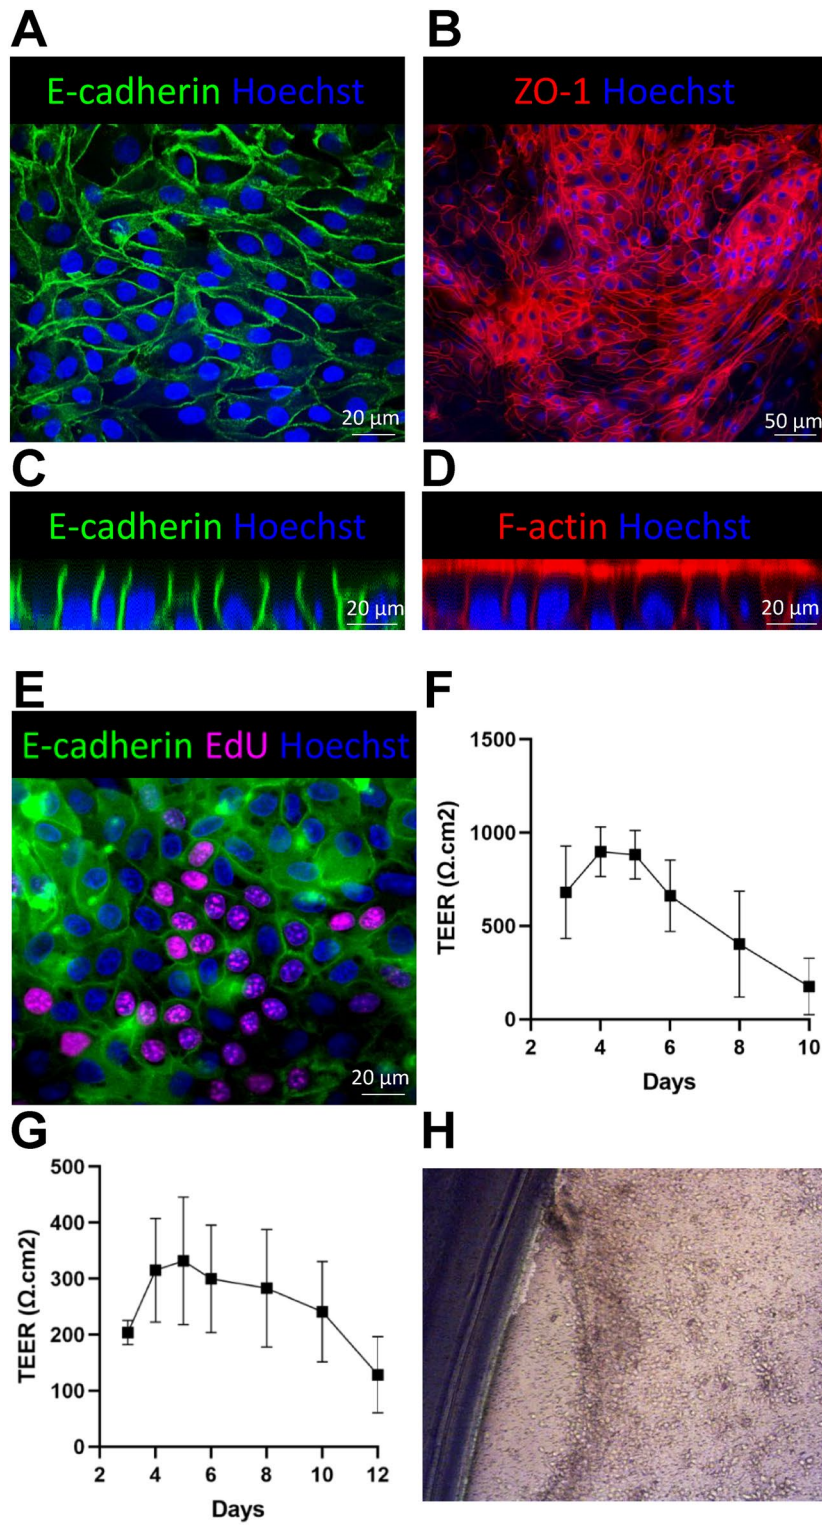 A
B
E-cadherin Hoechst
ZO-1 Hoechst
20 µm
50 µm
C
D
E-cadherin Hoechst
F-actin Hoechst
20 µm
20 µm
E
F
E-cadherin EdU Hoechst
20 µm
1500
1000
500
0
TEER (Ω.cm2)
2 4 6 8 10
Days
G
H
500
400
300
200
100
0
TEER (Ω.cm2)
2 4 6 8 10 12
Days